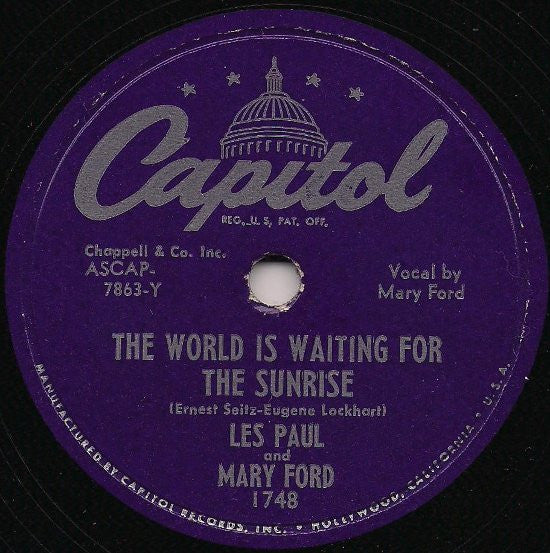 Capitol
REG. U. S. PAT. OFF.
Chappell & Co. Inc.
ASCAP-
7863-Y
Vocal by
Mary Ford
THE WORLD IS WAITING FOR
THE SUNRISE
(Ernest Seitz-Eugene Lockhart)
LES PAUL
and
MARY FORD
1748
MANUFACTURED BY CAPITOL RECORDS, INC. • HOLLYWOOD, CALIFORNIA • U.S.A.